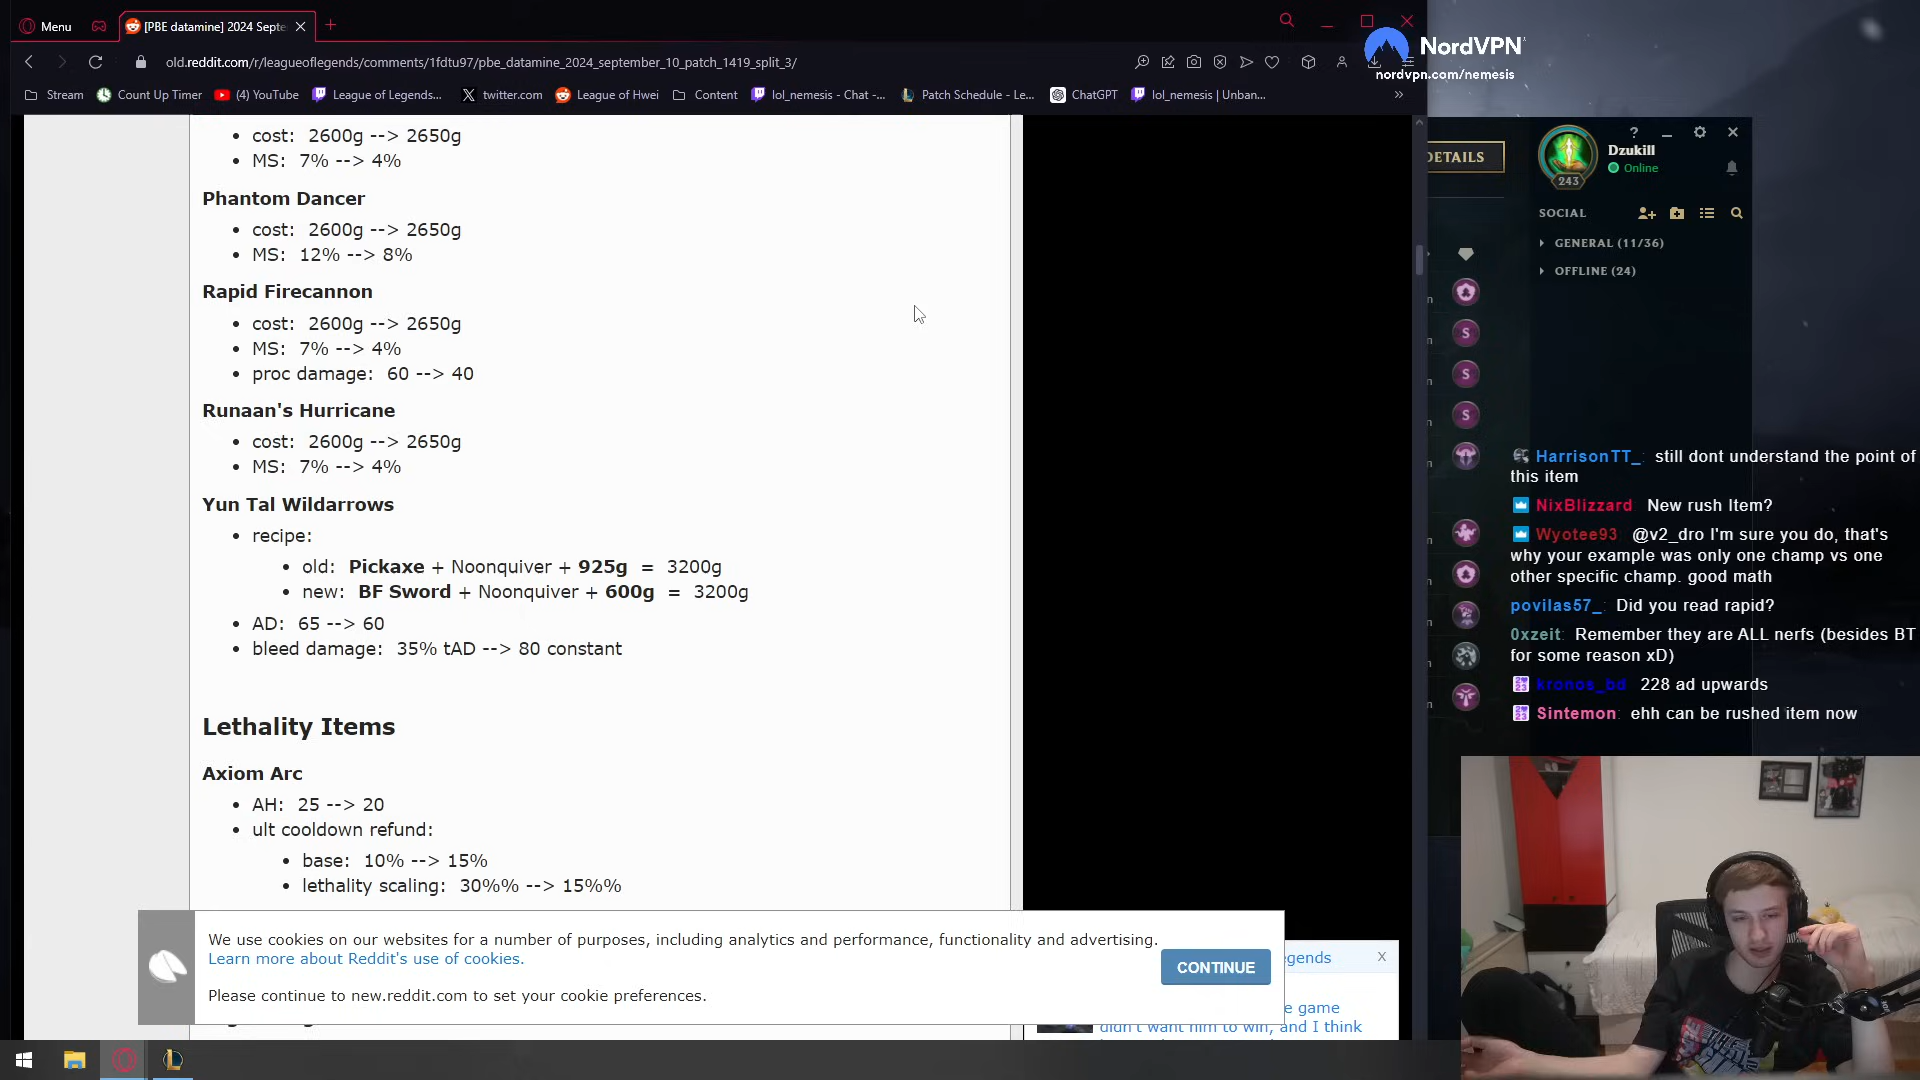 Menu
[PBE datamine] 2024 Septe
old.reddit.com/r/leagueoflegends/comments/1fdtu97/pbe_datamine_2024_september_10_patch_1419_split_3/
Stream
Count Up Timer
(4) YouTube
League of Legends...
twitter.com
League of Hwei
Content
lol_nemesis - Chat -...
Patch Schedule - Le...
ChatGPT
lol_nemesis | Unban...
»
NordVPN
nordvpn.com/nemesis
cost: 2600g --> 2650g
MS: 7% --> 4%
Phantom Dancer
cost: 2600g --> 2650g
MS: 12% --> 8%
Rapid Firecannon
cost: 2600g --> 2650g
MS: 7% --> 4%
proc damage: 60 --> 40
Runaan's Hurricane
cost: 2600g --> 2650g
MS: 7% --> 4%
Yun Tal Wildarrows
recipe:
old: Pickaxe + Noonquiver + 925g = 3200g
new: BF Sword + Noonquiver + 600g = 3200g
AD: 65 --> 60
bleed damage: 35% tAD --> 80 constant
Lethality Items
Axiom Arc
AH: 25 --> 20
ult cooldown refund:
base: 10% --> 15%
lethality scaling: 30%% --> 15%%
We use cookies on our websites for a number of purposes, including analytics and performance, functionality and advertising.
Learn more about Reddit's use of cookies.
Please continue to new.reddit.com to set your cookie preferences.
CONTINUE
egends
X
e game
didn't want him to win, and I think
DETAILS
Dzukill
Online
243
SOCIAL
GENERAL (11/36)
OFFLINE (24)
S
S
S
HarrisonTT_: still dont understand the point of
this item
NixBlizzard New rush Item?
Wyotee93: @v2_dro I'm sure you do, that's
why your example was only one champ vs one
other specific champ. good math
povilas57_: Did you read rapid?
0xzeit: Remember they are ALL nerfs (besides BT
for some reason xD)
kronos_bd 228 ad upwards
Sintemon: ehh can be rushed item now